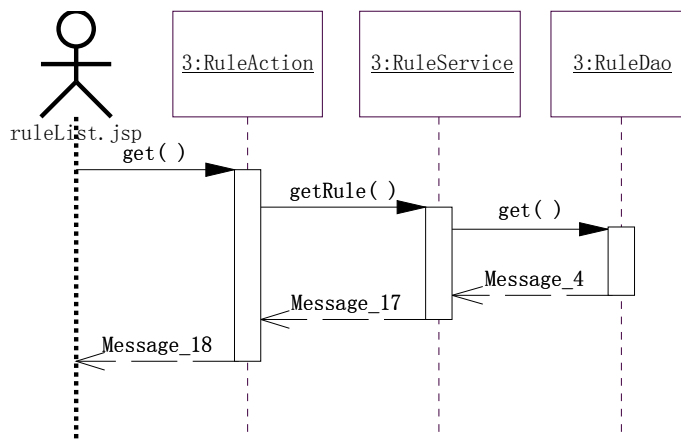 3:RuleAction
3:RuleService
3:RuleDao
ruleList.jsp
get( )
getRule( )
get( )
Message_4
Message_17
Message_18